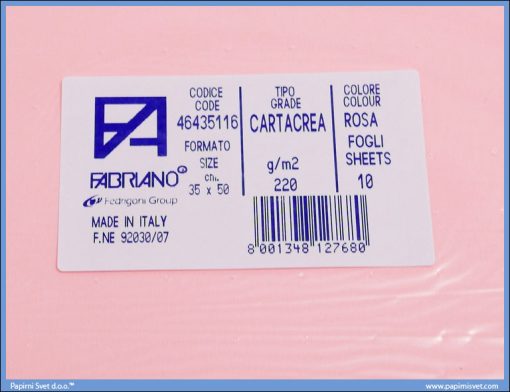 FABRIANO
Fedrigoni Group
MADE IN ITALY
F.NE 92030/07
CODICE
CODE
46435116
FORMATO
SIZE
cm.
35 x 50
TIPO
GRADE
CARTACREA
g/m2
220
COLORE
COLOUR
ROSA
FOGLI
SHEETS
10
8 001348 127680
Papirni Svet d.o.o.™
www.papirnisvet.com